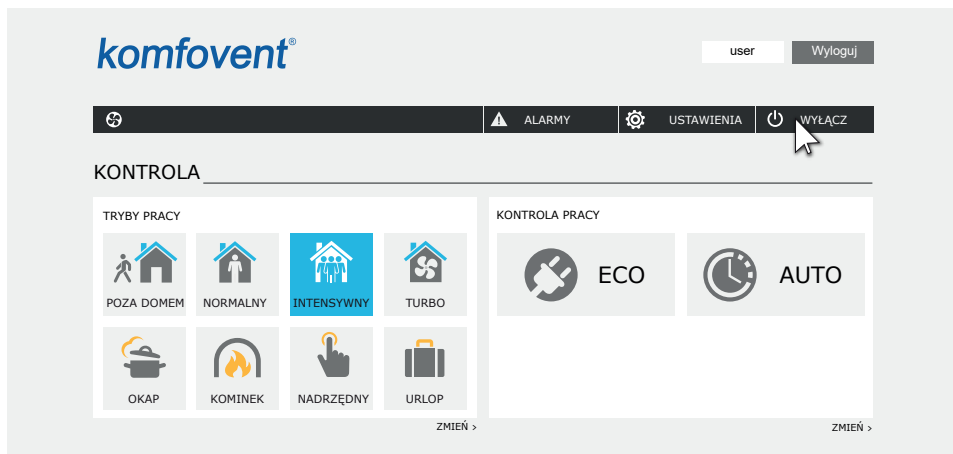 komfovent®
user
Wyloguj
ALARMY
USTAWIENIA
WYŁĄCZ
KONTROLA
TRYBY PRACY
POZA DOMEM
NORMALNY
INTENSYWNY
TURBO
OKAP
KOMINEK
NADRZĘDNY
URLOP
ZMIEŃ >
KONTROLA PRACY
ECO
AUTO
ZMIEŃ >